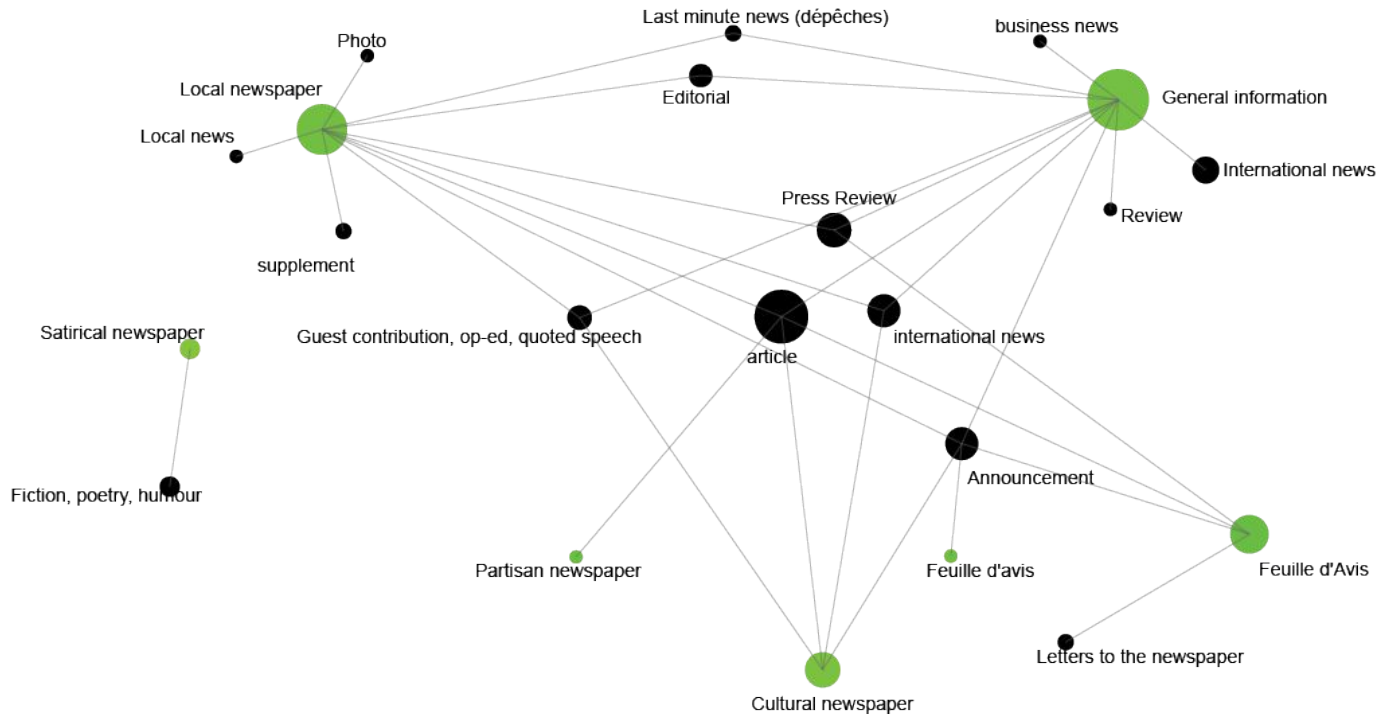 Last minute news (dépêches)
business news
Photo
Local newspaper
Editorial
General information
Local news
International news
Press Review
Review
supplement
Satirical newspaper
Guest contribution, op-ed, quoted speech
international news
article
Announcement
Fiction, poetry, humour
Partisan newspaper
Feuille d'avis
Feuille d'Avis
Letters to the newspaper
Cultural newspaper